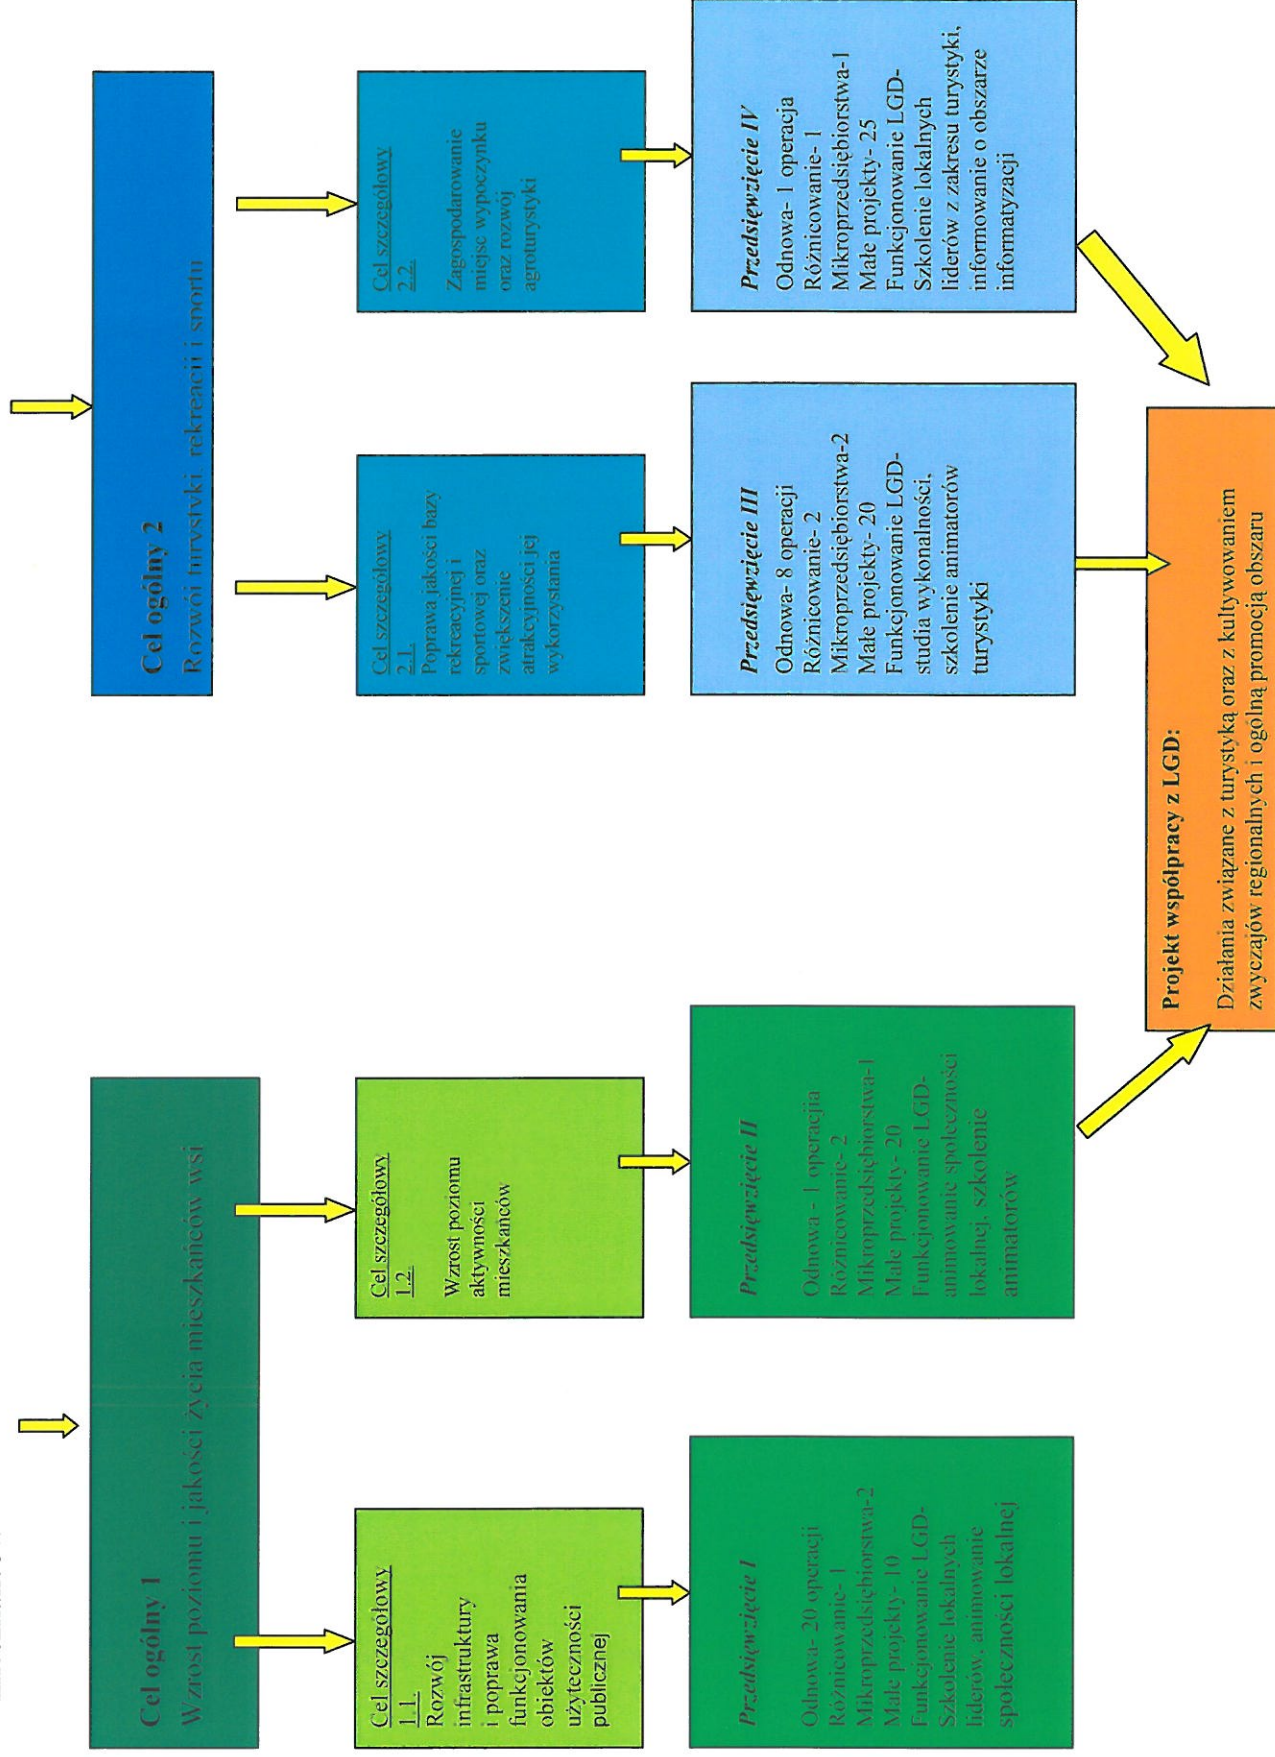 Cel ogólny 1
Wzrost poziomu i jakości życia mieszkańców wsi
Cel ogólny 2
Rozwój turystyki, rekreacji i sportu
Cel szczegółowy
1.1.
Rozwój
infrastruktury
i poprawa
funkcjonowania
obiektów
użyteczności
publicznej
Cel szczegółowy
1.2.
Wzrost poziomu
aktywności
mieszkańców
Cel szczegółowy
2.1.
Poprawa jakości bazy
rekreacyjnej i
sportowej oraz
zwiększenie
atrakcyjności jej
wykorzystania
Cel szczegółowy
2.2.
Zagospodarowanie
miejsc wypoczynku
oraz rozwój
agroturystyki
Przedsięwzięcie I
Odnowa- 20 operacji
Różnicowanie- 1
Mikroprzedsiębiorstwa-2
Małe projekty- 10
Funkcjonowanie LGD-
Szkolenie lokalnych
liderów, animowanie
społeczności lokalnej
Przedsięwzięcie II
Odnowa - 1 operacjia
Różnicowanie- 2
Mikroprzedsiębiorstwa-1
Małe projekty- 20
Funkcjonowanie LGD-
animowanie społeczności
lokalnej, szkolenie
animatorów
Przedsięwzięcie III
Odnowa- 8 operacji
Różnicowanie- 2
Mikroprzedsiębiorstwa-2
Małe projekty- 20
Funkcjonowanie LGD-
studia wykonalności,
szkolenie animatorów
turystyki
Przedsięwzięcie IV
Odnowa- 1 operacja
Różnicowanie- 1
Mikroprzedsiębiorstwa-1
Małe projekty- 25
Funkcjonowanie LGD-
Szkolenie lokalnych
liderów z zakresu turystyki,
informowanie o obszarze
informatyzacji
Projekt współpracy z LGD:
Działania związane z turystyką oraz z kultywowaniem
zwyczajów regionalnych i ogólną promocją obszaru